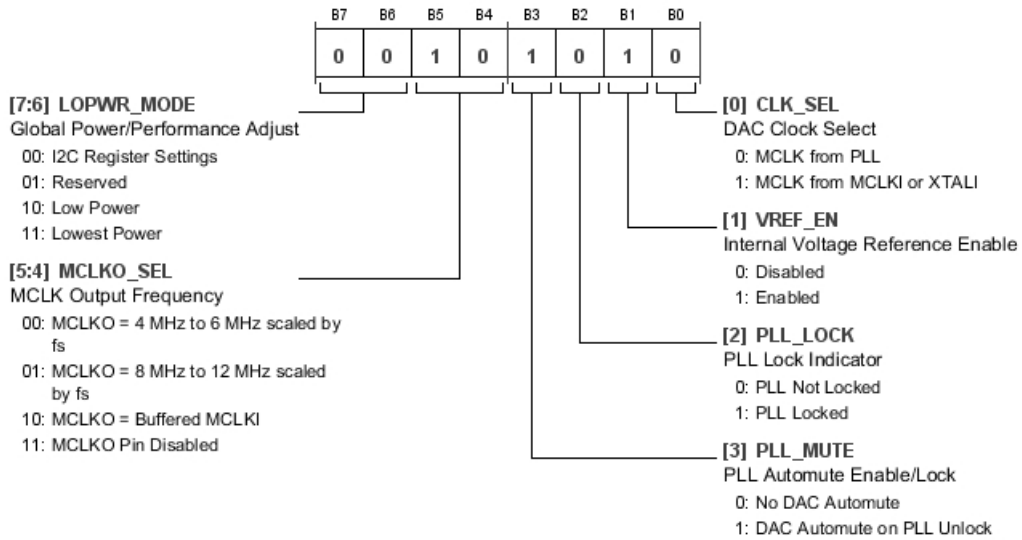 B7 B6 B5 B4 B3 B2 B1 B0
0 0 1 0 1 0 1 0
[7:6] LOPWR_MODE
Global Power/Performance Adjust
00: I2C Register Settings
01: Reserved
10: Low Power
11: Lowest Power
[5:4] MCLKO_SEL
MCLK Output Frequency
00: MCLKO = 4 MHz to 6 MHz scaled by
fs
01: MCLKO = 8 MHz to 12 MHz scaled
by fs
10: MCLKO = Buffered MCLKI
11: MCLKO Pin Disabled
[0] CLK_SEL
DAC Clock Select
0: MCLK from PLL
1: MCLK from MCLKI or XTALI
[1] VREF_EN
Internal Voltage Reference Enable
0: Disabled
1: Enabled
[2] PLL_LOCK
PLL Lock Indicator
0: PLL Not Locked
1: PLL Locked
[3] PLL_MUTE
PLL Automute Enable/Lock
0: No DAC Automute
1: DAC Automute on PLL Unlock